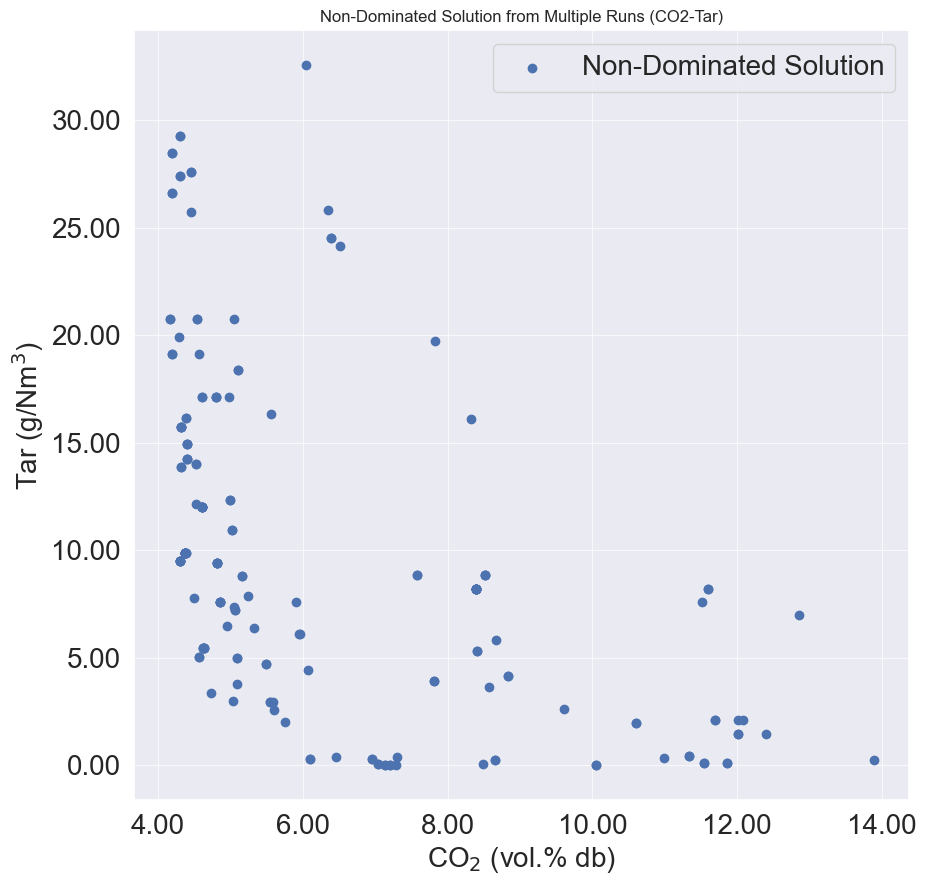 Non-Dominated Solution from Multiple Runs (CO2-Tar)
Non-Dominated Solution
30.00
25.00
20.00
15.00
10.00
5.00
0.00
Tar (g/Nm³)
4.00 6.00 8.00 10.00 12.00 14.00
CO₂ (vol.% db)